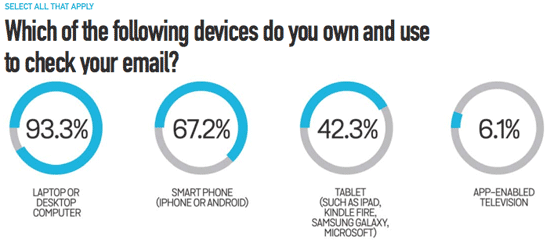 SELECT ALL THAT APPLY
Which of the following devices do you own and use
to check your email?
93.3%
67.2%
42.3%
6.1%
LAPTOP OR
DESKTOP
COMPUTER
SMART PHONE
(IPHONE OR ANDROID)
TABLET
(SUCH AS IPAD,
KINDLE FIRE,
SAMSUNG GALAXY,
MICROSOFT)
APP-ENABLED
TELEVISION